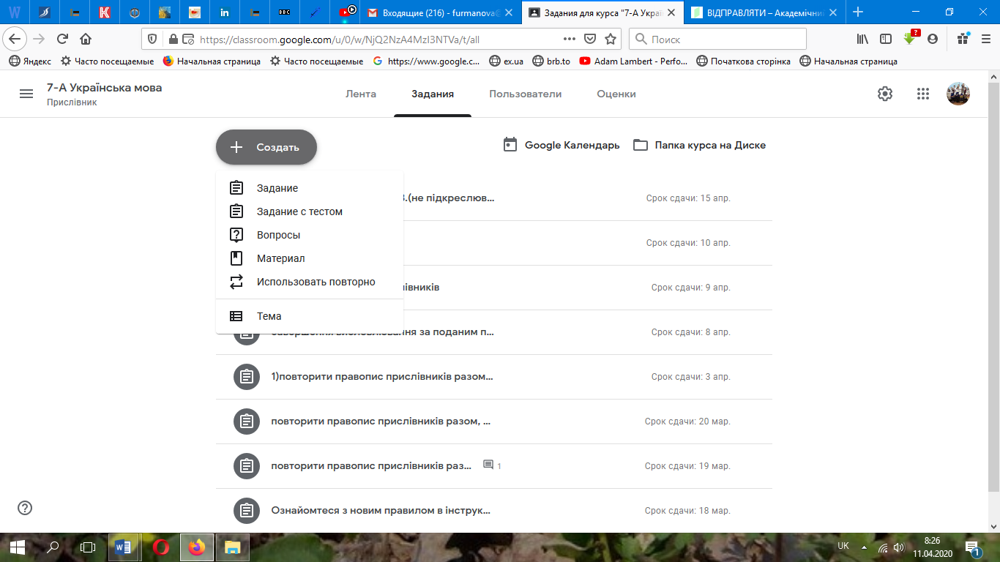 W
K
BBC
in
Входящие (216) - furmanova@
Задания для курса "7-А Украї
ВІДПРАВЛЯТИ – Академічний
https://classroom.google.com/u/0/w/NjQ2NzA4MzI3NTVa/t/all
Поиск
Яндекс
Часто посещаемые
Начальная страница
Часто посещаемые
https://www.google.c...
ex.ua
brb.to
Adam Lambert - Perfo...
Початкова сторінка
Начальная страница
7-А Українська мова
Прислівник
Лента
Задания
Пользователи
Оценки
Создать
Google Календарь
Папка курса на Диске
Задание
Задание с тестом
Вопросы
Материал
Использовать повторно
Тема
3.(не підкреслюв...
Срок сдачи: 15 апр.
Срок сдачи: 10 апр.
івників
Срок сдачи: 9 апр.
завершення висловлювання за поданим п...
Срок сдачи: 8 апр.
1)повторити правопис прислівників разом...
Срок сдачи: 3 апр.
повторити правопис прислівників разом, ...
Срок сдачи: 20 мар.
повторити правопис прислівників раз...
1
Срок сдачи: 19 мар.
Ознайомтеся з новим правилом в інструк...
Срок сдачи: 18 мар.
UK
8:26
11.04.2020
1